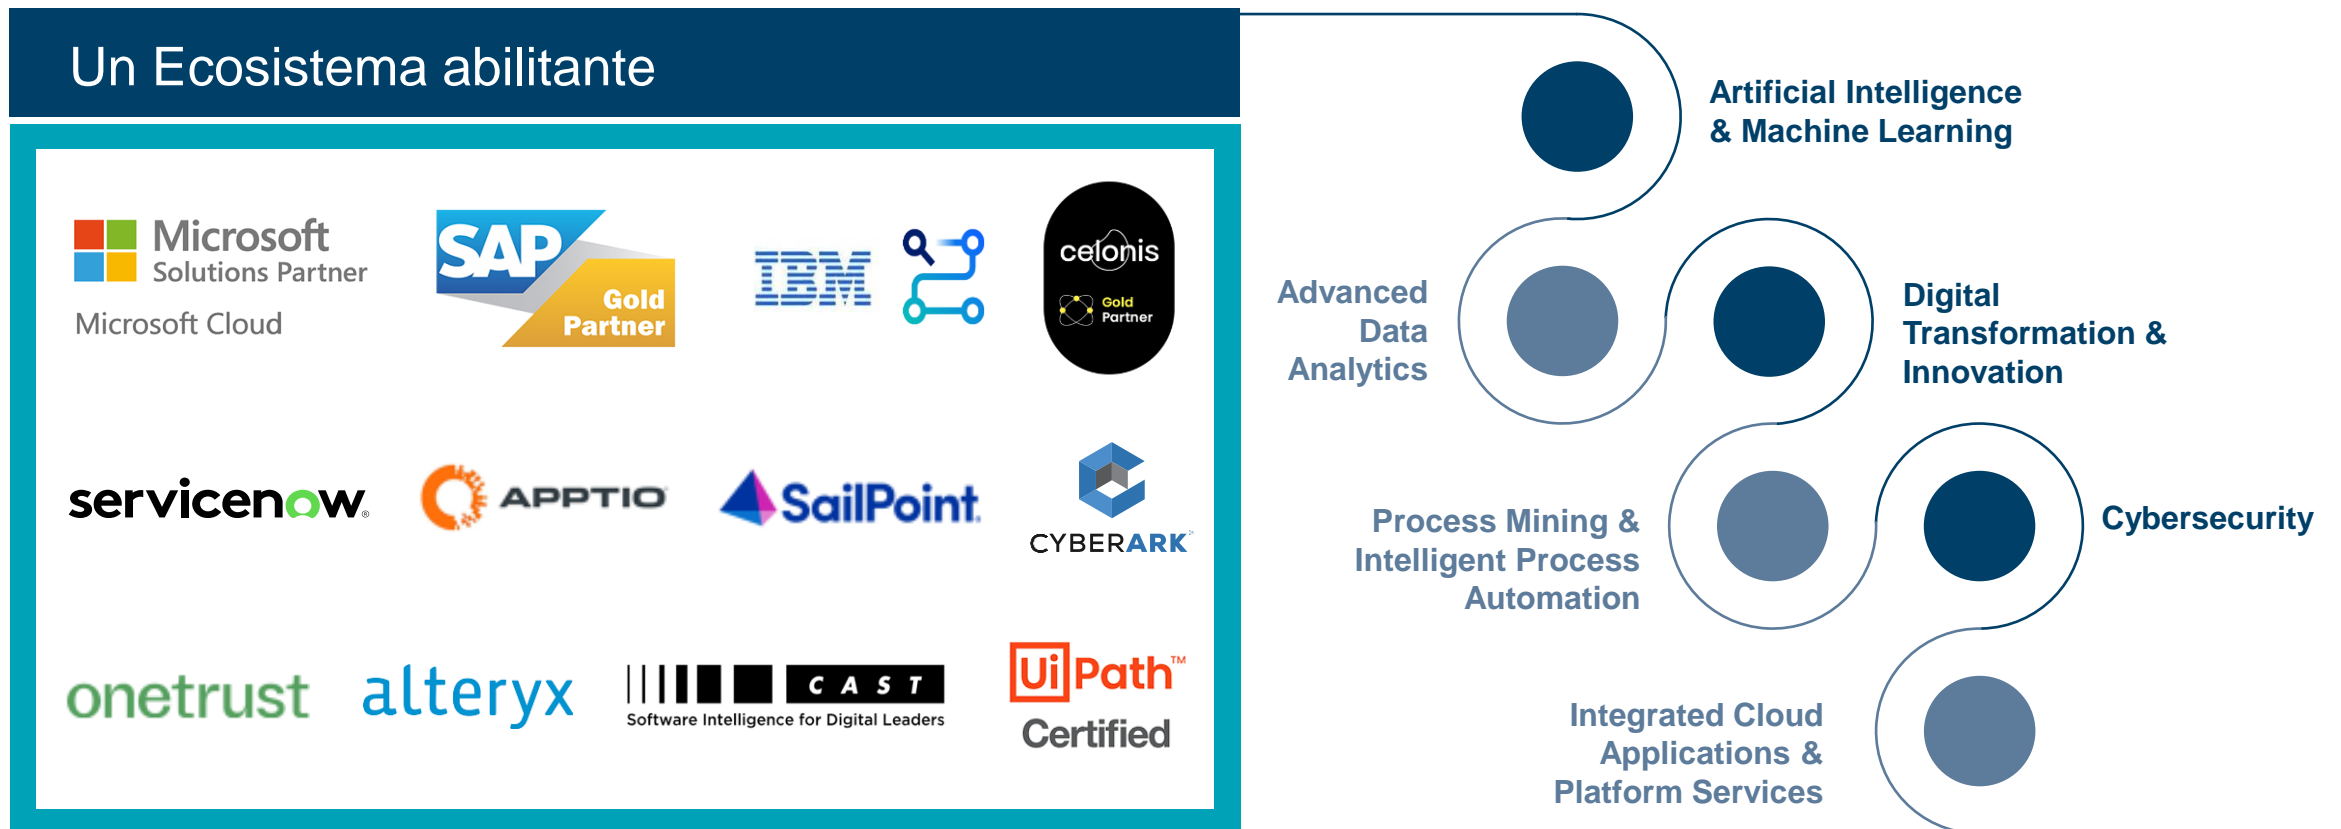 Un Ecosistema abilitante
Microsoft
Solutions Partner
Microsoft Cloud
SAP
Gold
Partner
IBM
celonis
Gold
Partner
servicenow®
APPTIO
SailPoint
CYBERARK
onetrust
alteryx
CAST
Software Intelligence for Digital Leaders
UiPath™
Certified
Artificial Intelligence
& Machine Learning
Advanced
Data
Analytics
Digital
Transformation &
Innovation
Process Mining &
Intelligent Process
Automation
Cybersecurity
Integrated Cloud
Applications &
Platform Services